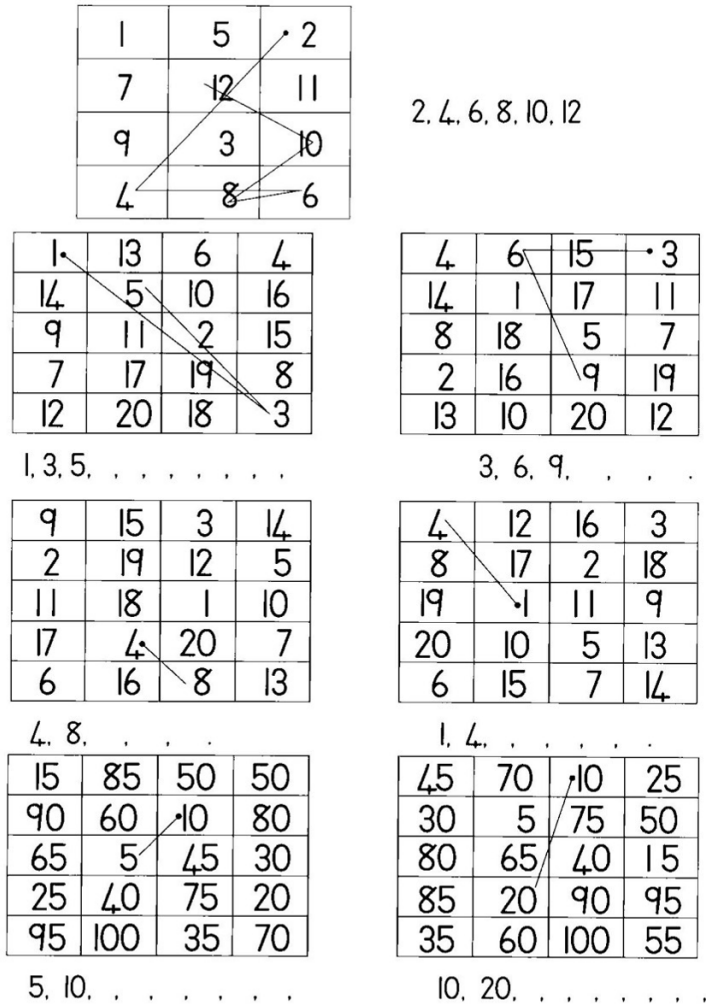 1 5 2
7 12 11
9 3 10
4 8 6
2, 4, 6, 8, 10, 12
1 13 6 4
14 5 10 16
9 11 2 15
7 17 19 8
12 20 18 3
1, 3, 5, , , , , , , ,
4 6 15 3
14 1 17 11
8 18 5 7
2 16 9 19
13 10 20 12
3, 6, 9, , , .
9 15 3 14
2 19 12 5
11 18 1 10
17 4 20 7
6 16 8 13
4, 8, , , .
4 12 16 3
8 17 2 18
19 1 11 9
20 10 5 13
6 15 7 14
1, 4, , , , , .
15 85 50 50
90 60 10 80
65 5 45 30
25 40 75 20
95 100 35 70
5, 10, , , , , , ,
45 70 10 25
30 5 75 50
80 65 40 15
85 20 90 95
35 60 100 55
10, 20, , , , , , ,